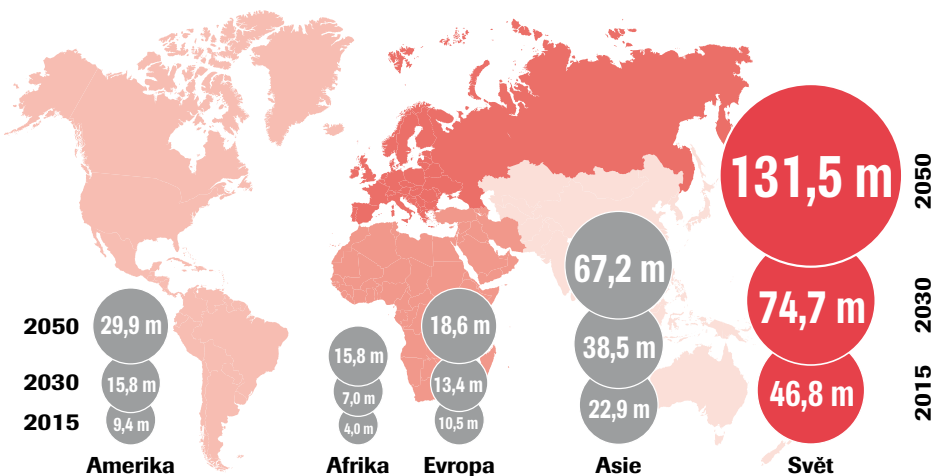 131,5 m
2050
67,2 m
74,7 m
2030
2050
29,9 m
18,6 m
15,8 m
38,5 m
2030
15,8 m
7,0 m
13,4 m
22,9 m
46,8 m
2015
2015
9,4 m
4,0 m
10,5 m
Amerika
Afrika
Evropa
Asie
Svět